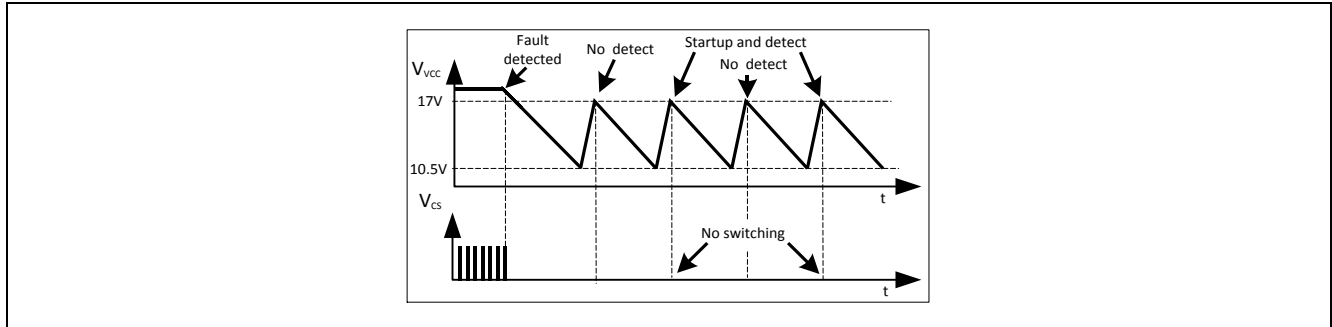 Fault
detected
No detect
Startup and detect
No detect
V_VCC
17V
10.5V
t
V_CS
No switching
t